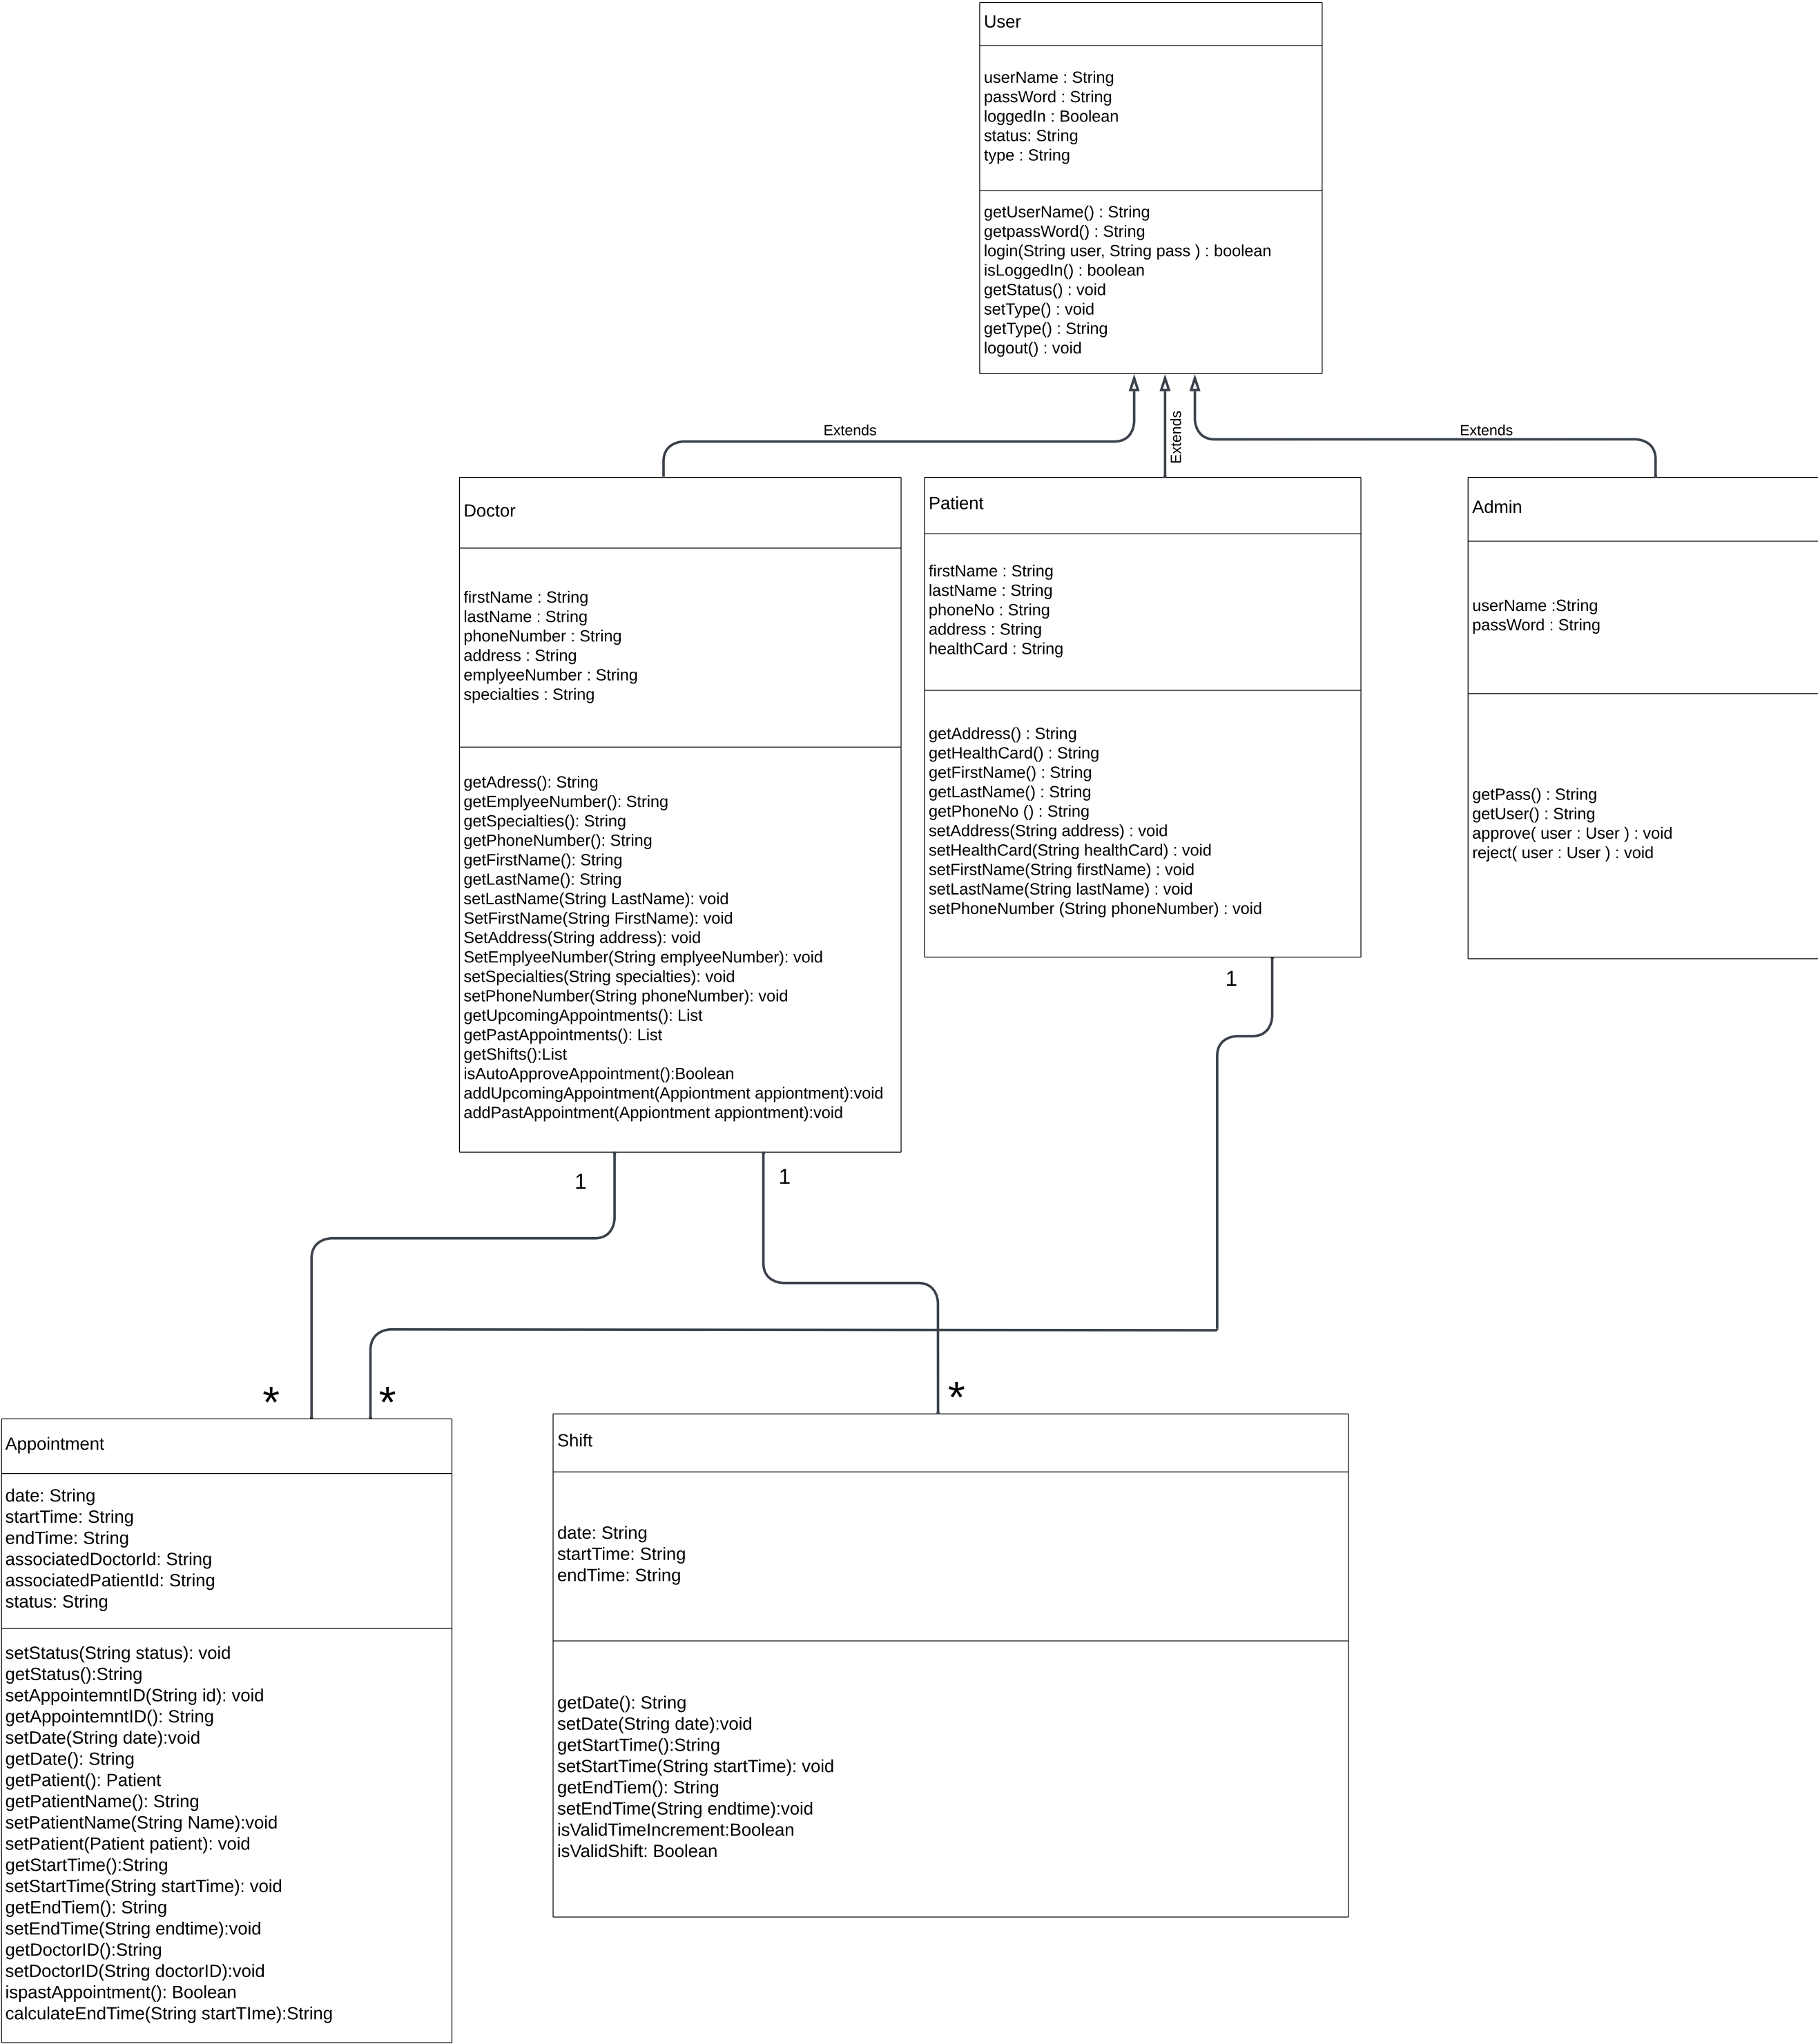 User
userName : String
passWord : String
loggedIn : Boolean
status: String
type : String
getUserName() : String
getpassWord() : String
login(String user, String pass ) : boolean
isLoggedIn() : boolean
getStatus() : void
setType() : void
getType() : String
logout() : void
Extends
Extends
Extends
Doctor
firstName : String
lastName : String
phoneNumber : String
address : String
emplyeeNumber : String
specialties : String
getAdress(): String
getEmplyeeNumber(): String
getSpecialties(): String
getPhoneNumber(): String
getFirstName(): String
getLastName(): String
setLastName(String LastName): void
SetFirstName(String FirstName): void
SetAddress(String address): void
SetEmplyeeNumber(String emplyeeNumber): void
setSpecialties(String specialties): void
setPhoneNumber(String phoneNumber): void
getUpcomingAppointments(): List
getPastAppointments(): List
getShifts():List
isAutoApproveAppointment():Boolean
addUpcomingAppointment(Appiontment appiontment):void
addPastAppointment(Appiontment appiontment):void
Patient
firstName : String
lastName : String
phoneNo : String
address : String
healthCard : String
getAddress() : String
getHealthCard() : String
getFirstName() : String
getLastName() : String
getPhoneNo () : String
setAddress(String address) : void
setHealthCard(String healthCard) : void
setFirstName(String firstName) : void
setLastName(String lastName) : void
setPhoneNumber (String phoneNumber) : void
Admin
userName :String
passWord : String
getPass() : String
getUser() : String
approve( user : User ) : void
reject( user : User ) : void
1
1
1
*
*
*
Appointment
date: String
startTime: String
endTime: String
associatedDoctorId: String
associatedPatientId: String
status: String
setStatus(String status): void
getStatus():String
setAppointemntID(String id): void
getAppointemntID(): String
setDate(String date):void
getDate(): String
getPatient(): Patient
getPatientName(): String
setPatientName(String Name):void
setPatient(Patient patient): void
getStartTime():String
setStartTime(String startTime): void
getEndTiem(): String
setEndTime(String endtime):void
getDoctorID():String
setDoctorID(String doctorID):void
ispastAppointment(): Boolean
calculateEndTime(String startTIme):String
Shift
date: String
startTime: String
endTime: String
getDate(): String
setDate(String date):void
getStartTime():String
setStartTime(String startTime): void
getEndTiem(): String
setEndTime(String endtime):void
isValidTimeIncrement:Boolean
isValidShift: Boolean